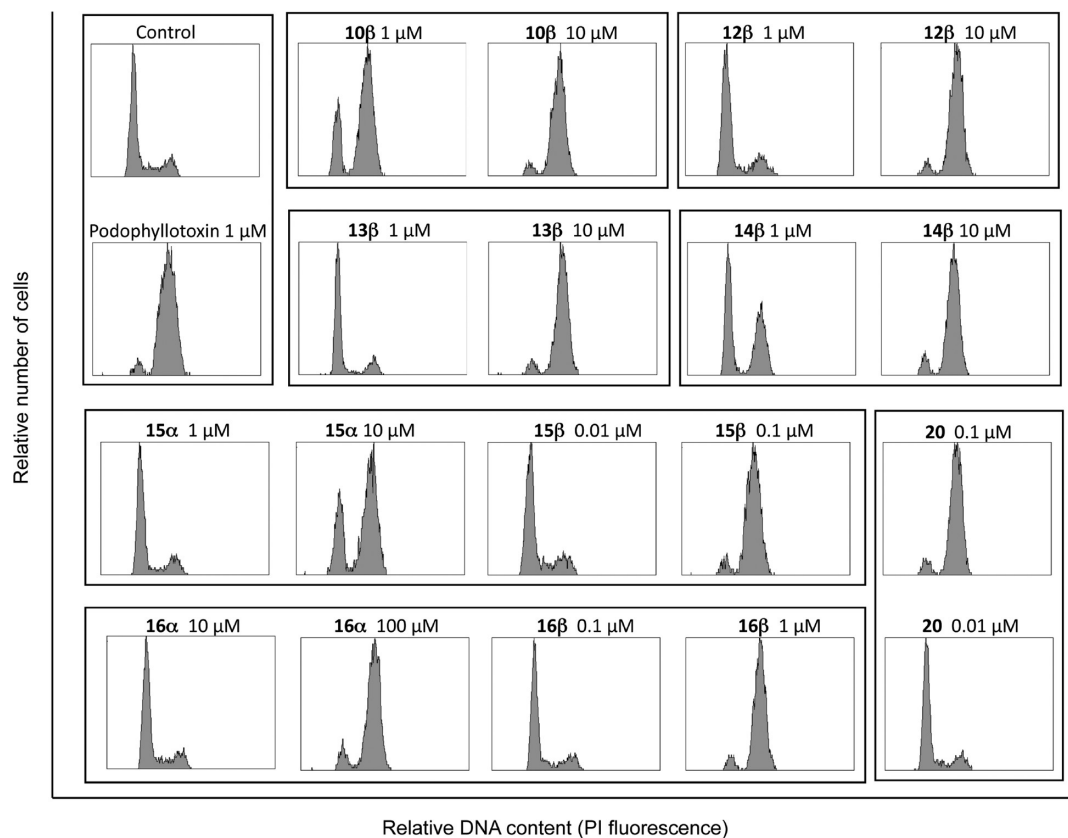 Control
10β 1 µM
10β 10 µM
12β 1 µM
12β 10 µM
Podophyllotoxin 1 µM
13β 1 µM
13β 10 µM
14β 1 µM
14β 10 µM
15α 1 µM
15α 10 µM
15β 0.01 µM
15β 0.1 µM
20 0.1 µM
16α 10 µM
16α 100 µM
16β 0.1 µM
16β 1 µM
20 0.01 µM
Relative number of cells
Relative DNA content (PI fluorescence)